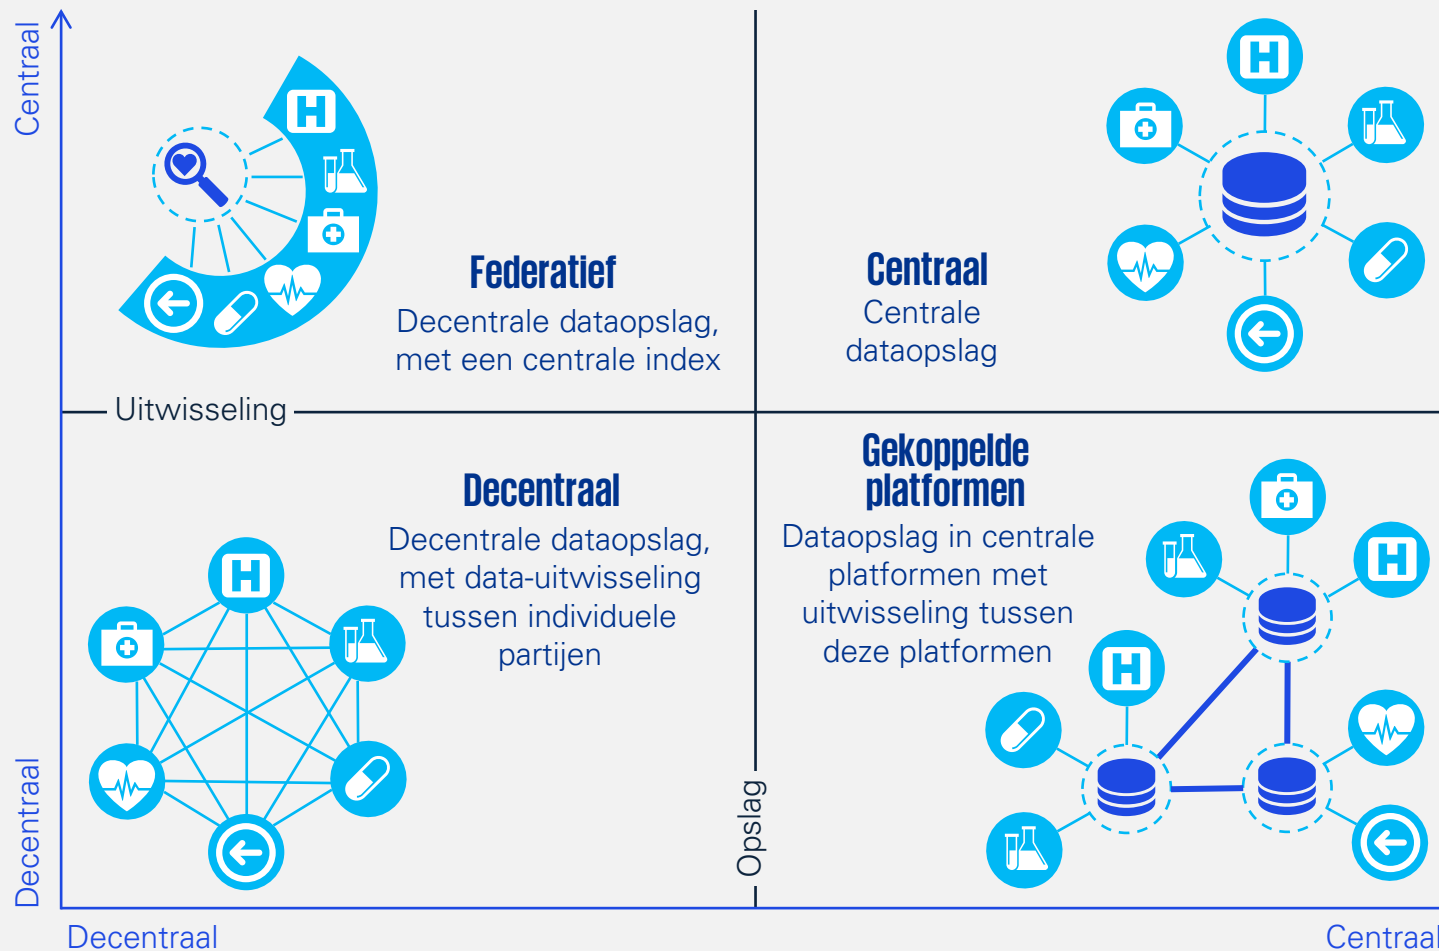 Centraal
Federatief
Decentrale dataopslag,
met een centrale index
Centraal
Centrale
dataopslag
H
H
Uitwisseling
Decentraal
Decentrale dataopslag,
met data-uitwisseling
tussen individuele
partijen
H
Gekoppelde
platformen
Dataopslag in centrale
platformen met
uitwisseling tussen
deze platformen
H
H
Opslag
Decentraal
Decentraal
Centraal